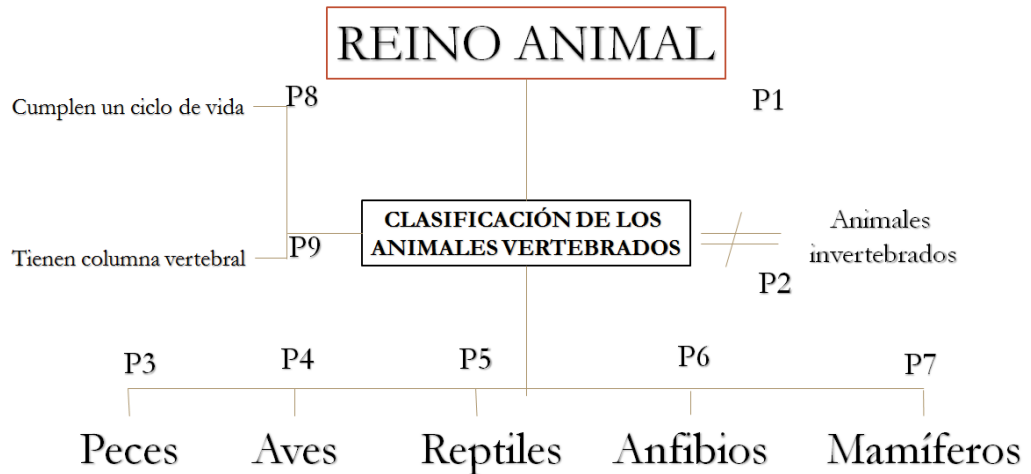 REINO ANIMAL
P8
P1
Cumplen un ciclo de vida
CLASIFICACIÓN DE LOS
ANIMALES VERTEBRADOS
Animales
invertebrados
P9
Tienen columna vertebral
P2
P3
P4
P5
P6
P7
Peces
Aves
Reptiles
Anfibios
Mamíferos